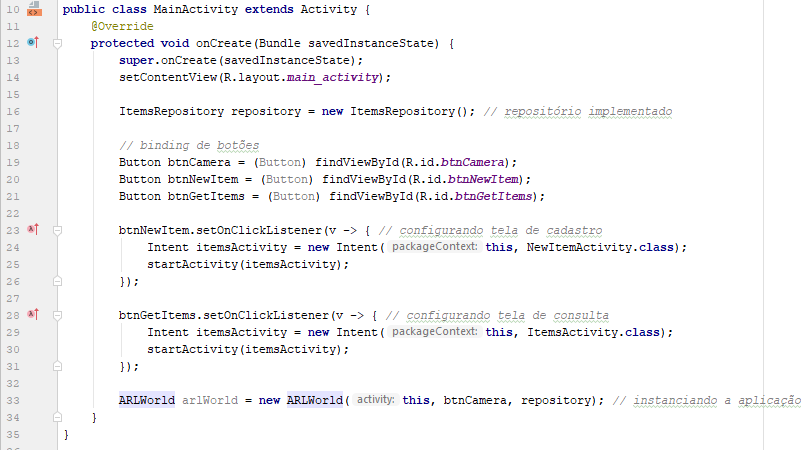 10 public class MainActivity extends Activity {
11 @Override
12 protected void onCreate(Bundle savedInstanceState) {
13 super.onCreate(savedInstanceState);
14 setContentView(R.layout.main_activity);
15
16 ItemsRepository repository = new ItemsRepository(); // repositório implementado
17
18 // binding de botões
19 Button btnCamera = (Button) findViewById(R.id.btnCamera);
20 Button btnNewItem = (Button) findViewById(R.id.btnNewItem);
21 Button btnGetItems = (Button) findViewById(R.id.btnGetItems);
22
23 btnNewItem.setOnClickListener(v -> { // configurando tela de cadastro
24 Intent itemsActivity = new Intent( packageContext: this, NewItemActivity.class);
25 startActivity(itemsActivity);
26 });
27
28 btnGetItems.setOnClickListener(v -> { // configurando tela de consulta
29 Intent itemsActivity = new Intent( packageContext: this, ItemsActivity.class);
30 startActivity(itemsActivity);
31 });
32
33 ARLWorld arlWorld = new ARLWorld( activity: this, btnCamera, repository); // instanciando a aplicação
34 }
35 }